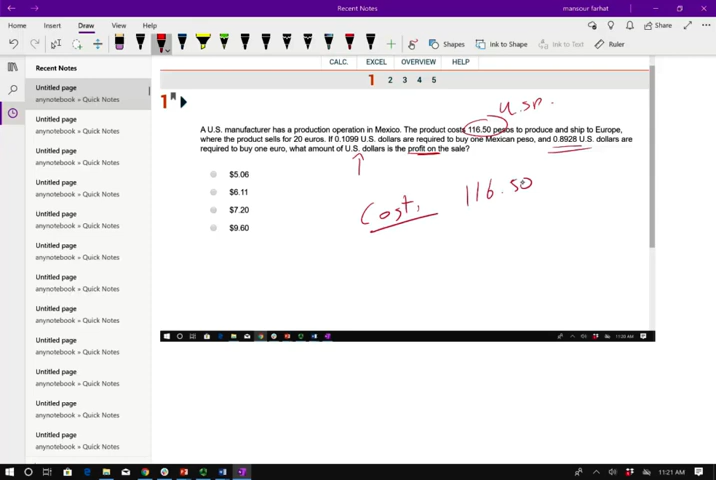 Recent Notes
mansour farhat
Home
Insert
Draw
View
Help
Share
Shapes
Ink to Shape
Ink to Text
Ruler
Recent Notes
Untitled page
anynotebook » Quick Notes
Untitled page
anynotebook » Quick Notes
Untitled page
anynotebook » Quick Notes
Untitled page
anynotebook » Quick Notes
Untitled page
anynotebook » Quick Notes
Untitled page
anynotebook » Quick Notes
Untitled page
anynotebook » Quick Notes
Untitled page
anynotebook » Quick Notes
Untitled page
anynotebook » Quick Notes
Untitled page
anynotebook » Quick Notes
Untitled page
anynotebook » Quick Notes
Untitled page
anynotebook » Quick Notes
CALC.
EXCEL
OVERVIEW
HELP
1 2 3 4 5
1
A U.S. manufacturer has a production operation in Mexico. The product costs 116.50 pesos to produce and ship to Europe,
where the product sells for 20 euros. If 0.1099 U.S. dollars are required to buy one Mexican peso, and 0.8928 U.S. dollars are
required to buy one euro, what amount of U.S. dollars is the profit on the sale?
$5.06
$6.11
$7.20
$9.60
Cost,
116.50
11:20 AM
11:21 AM